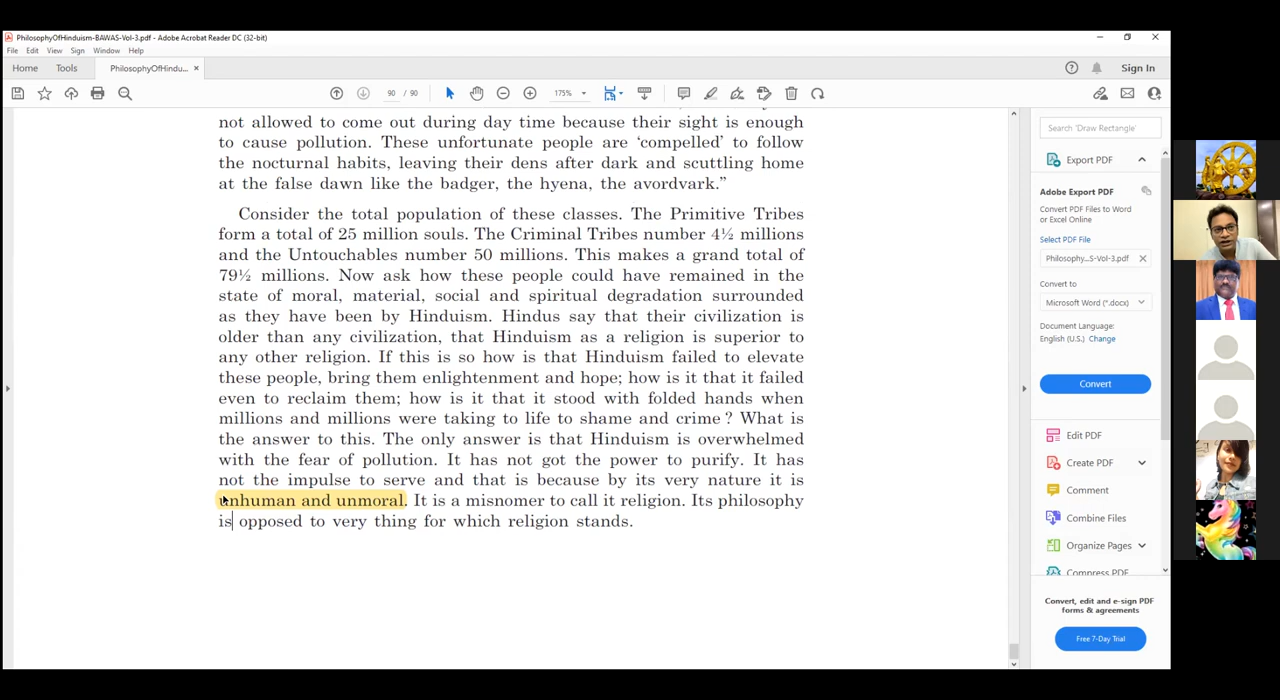 PhilosophyOfHinduism-BAWAS-Vol-3.pdf - Adobe Acrobat Reader DC (32-bit)
File Edit View Sign Window Help
Home Tools PhilosophyOfHindu... × Sign In
90 / 90 175%
not allowed to come out during day time because their sight is enough
to cause pollution. These unfortunate people are ‘compelled’ to follow
the nocturnal habits, leaving their dens after dark and scuttling home
at the false dawn like the badger, the hyena, the avordvark.”
Consider the total population of these classes. The Primitive Tribes
form a total of 25 million souls. The Criminal Tribes number 4½ millions
and the Untouchables number 50 millions. This makes a grand total of
79½ millions. Now ask how these people could have remained in the
state of moral, material, social and spiritual degradation surrounded
as they have been by Hinduism. Hindus say that their civilization is
older than any civilization, that Hinduism as a religion is superior to
any other religion. If this is so how is that Hinduism failed to elevate
these people, bring them enlightenment and hope; how is it that it failed
even to reclaim them; how is it that it stood with folded hands when
millions and millions were taking to life to shame and crime ? What is
the answer to this. The only answer is that Hinduism is overwhelmed
with the fear of pollution. It has not got the power to purify. It has
not the impulse to serve and that is because by its very nature it is
unhuman and unmoral. It is a misnomer to call it religion. Its philosophy
is opposed to very thing for which religion stands.
Search 'Draw Rectangle'
Export PDF
Adobe Export PDF
Convert PDF Files to Word
or Excel Online
Select PDF File
Philosophy...S-Vol-3.pdf
Convert to
Microsoft Word (*.docx)
Document Language:
English (U.S.) Change
Convert
Edit PDF
Create PDF
Comment
Combine Files
Organize Pages
Compress PDF
Convert, edit and e-sign PDF
forms & agreements
Free 7-Day Trial